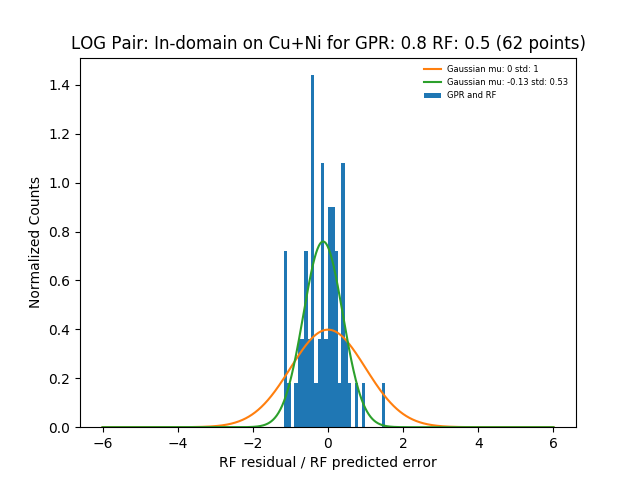 LOG Pair: In-domain on Cu+Ni for GPR: 0.8 RF: 0.5 (62 points)
Gaussian mu: 0 std: 1
Gaussian mu: -0.13 std: 0.53
GPR and RF
1.4
1.2
1.0
0.8
0.6
0.4
0.2
0.0
Normalized Counts
−6 −4 −2 0 2 4 6
RF residual / RF predicted error